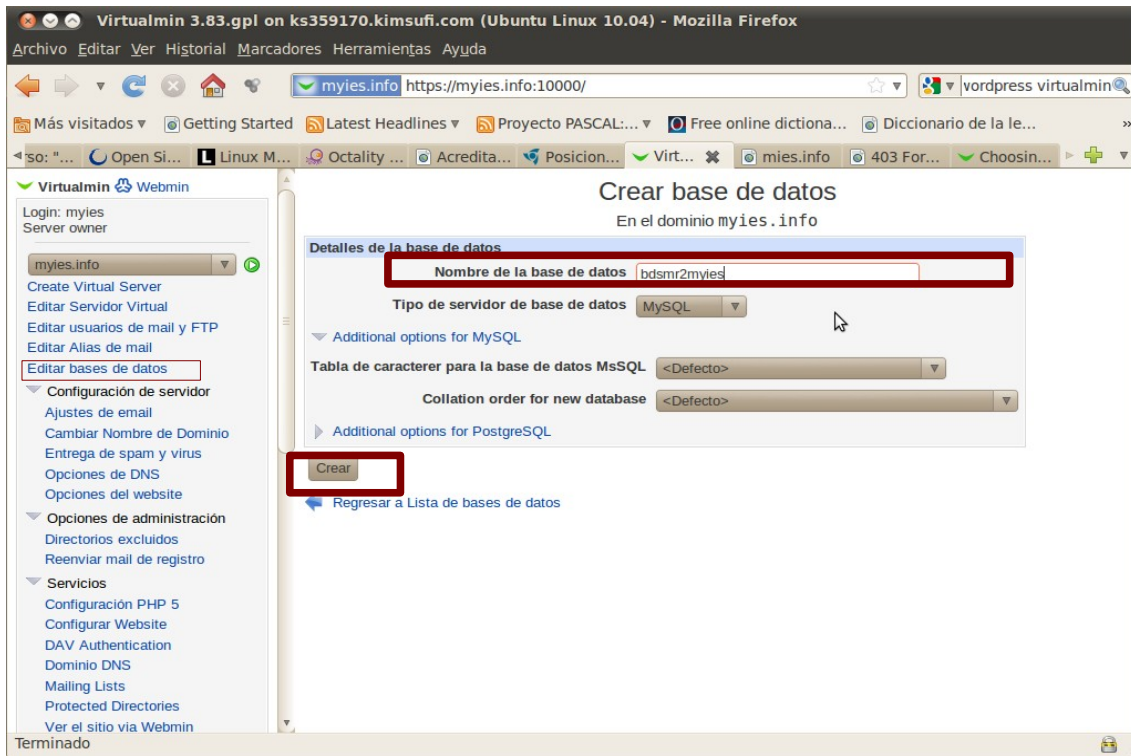 Virtualmin 3.83.gpl on ks359170.kimsufi.com (Ubuntu Linux 10.04) - Mozilla Firefox
Archivo Editar Ver Historial Marcadores Herramientas Ayuda
myies.info https://myies.info:10000/ vordpress virtualmin
Más visitados Getting Started Latest Headlines Proyecto PASCAL:... Free online dictiona... Diccionario de la le... »
rso: "... Open Si... Linux M... Octality ... Acredita... Posicion... Virt... mies.info 403 For... Choosin...
Virtualmin Webmin
Login: myies
Server owner
myies.info
Create Virtual Server
Editar Servidor Virtual
Editar usuarios de mail y FTP
Editar Alias de mail
Editar bases de datos
Configuración de servidor
Ajustes de email
Cambiar Nombre de Dominio
Entrega de spam y virus
Opciones de DNS
Opciones del website
Opciones de administración
Directorios excluidos
Reenviar mail de registro
Servicios
Configuración PHP 5
Configurar Website
DAV Authentication
Dominio DNS
Mailing Lists
Protected Directories
Ver el sitio via Webmin
Crear base de datos
En el dominio myies.info
Detalles de la base de datos
Nombre de la base de datos bdsmr2myies
Tipo de servidor de base de datos MySQL
Additional options for MySQL
Tabla de caracterer para la base de datos MsSQL <Defecto>
Collation order for new database <Defecto>
Additional options for PostgreSQL
Crear
Regresar a Lista de bases de datos
Terminado